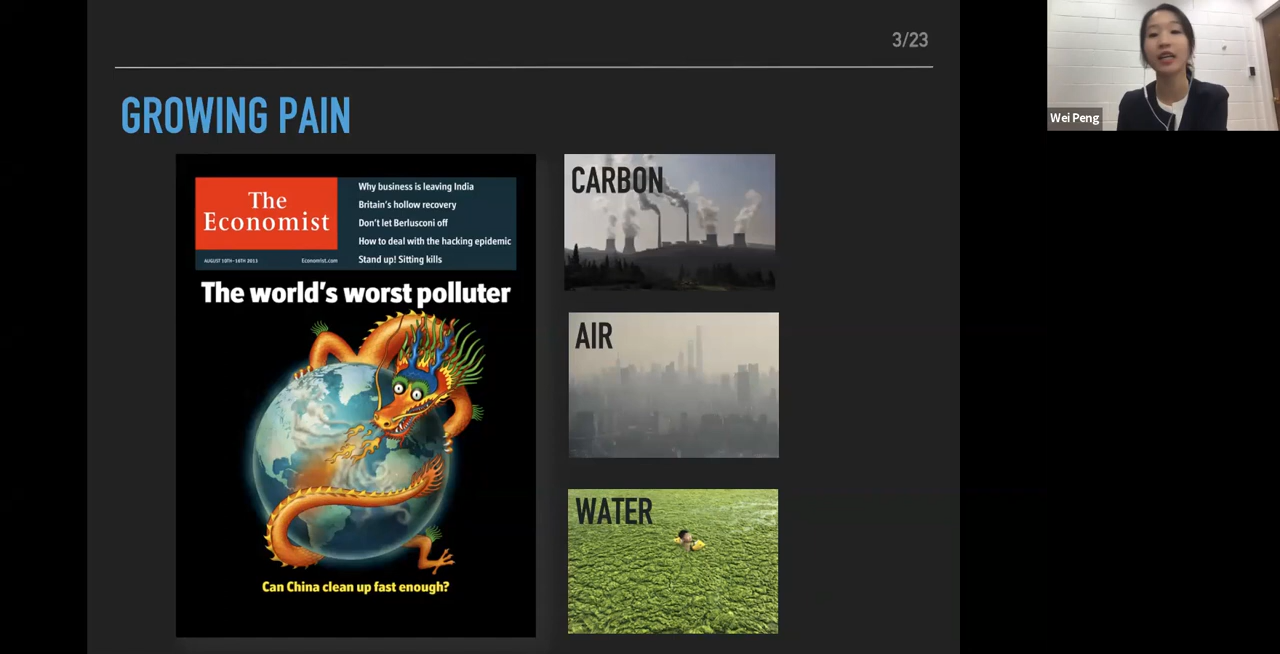 3/23
GROWING PAIN
The
Economist
AUGUST 10TH-16TH 2013
Economist.com
Why business is leaving India
Britain's hollow recovery
Don't let Berlusconi off
How to deal with the hacking epidemic
Stand up! Sitting kills
The world's worst polluter
Can China clean up fast enough?
CARBON
AIR
WATER
Wei Peng